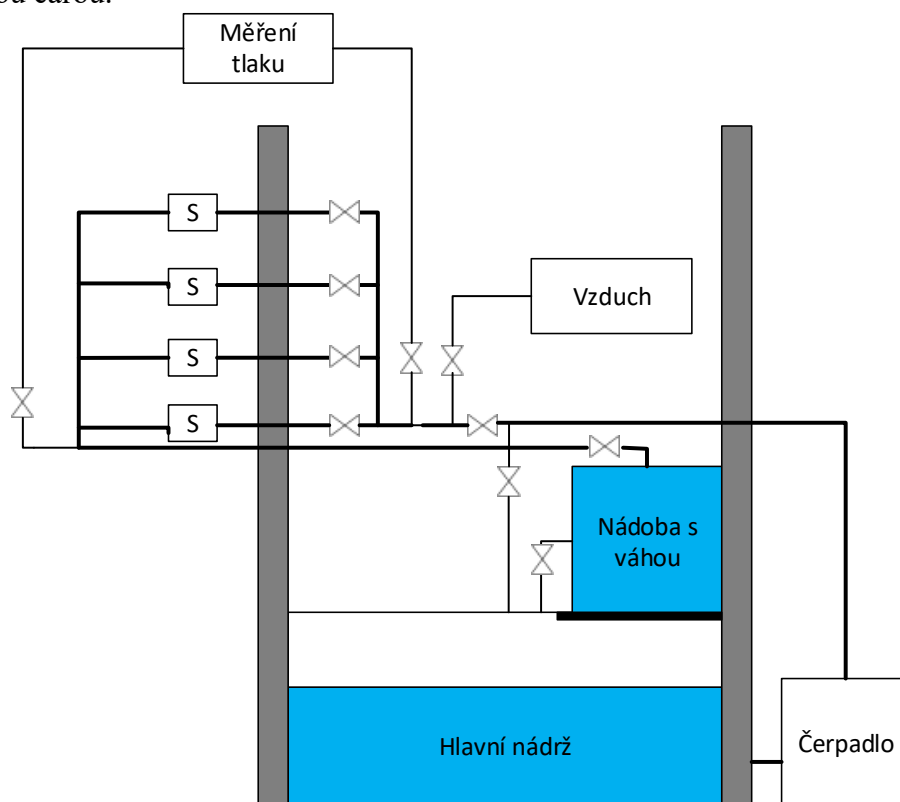 ou čarou.
Měření
tlaku
S
S
Vzduch
S
S
Nádoba s
váhou
Hlavní nádrž
Čerpadlo